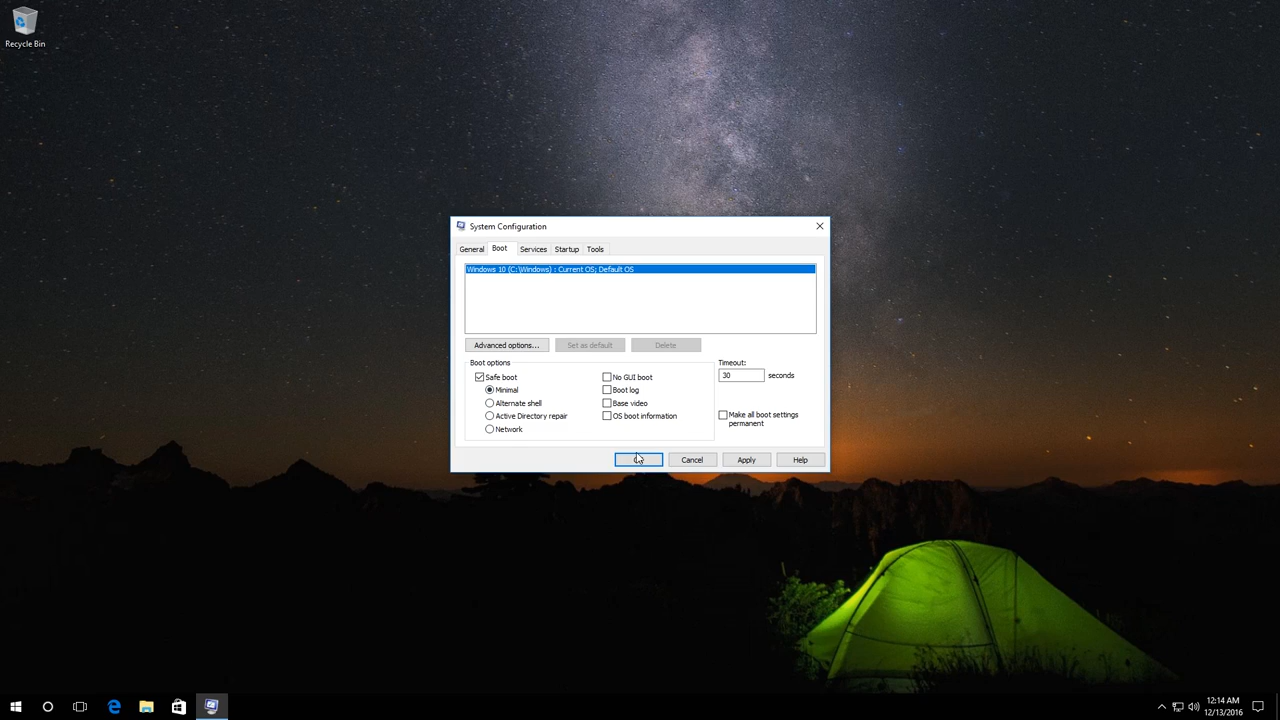 Recycle Bin
System Configuration
General Boot Services Startup Tools
Windows 10 (C:\Windows) : Current OS; Default OS
Advanced options... Set as default Delete
Boot options
Timeout:
Safe boot No GUI boot
30 seconds
Minimal Boot log
Alternate shell Base video
Active Directory repair OS boot information
Make all boot settings
permanent
Network
Cancel Apply Help
12:14 AM
12/13/2016